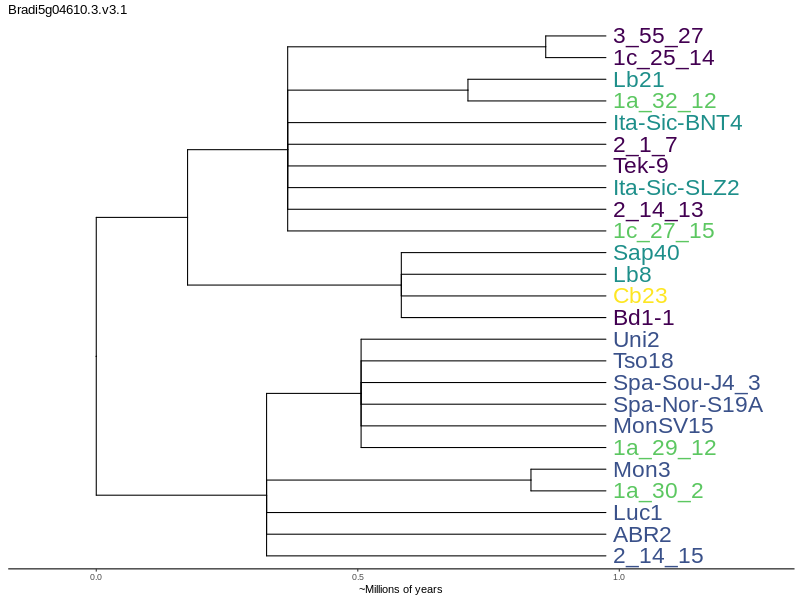 Bradi5g04610.3.v3.1
3_55_27
1c_25_14
Lb21
1a_32_12
Ita-Sic-BNT4
2_1_7
Tek-9
Ita-Sic-SLZ2
2_14_13
1c_27_15
Sap40
Lb8
Cb23
Bd1-1
Uni2
Tso18
Spa-Sou-J4_3
Spa-Nor-S19A
MonSV15
1a_29_12
Mon3
1a_30_2
Luc1
ABR2
2_14_15
0.0 0.5 1.0
~Millions of years